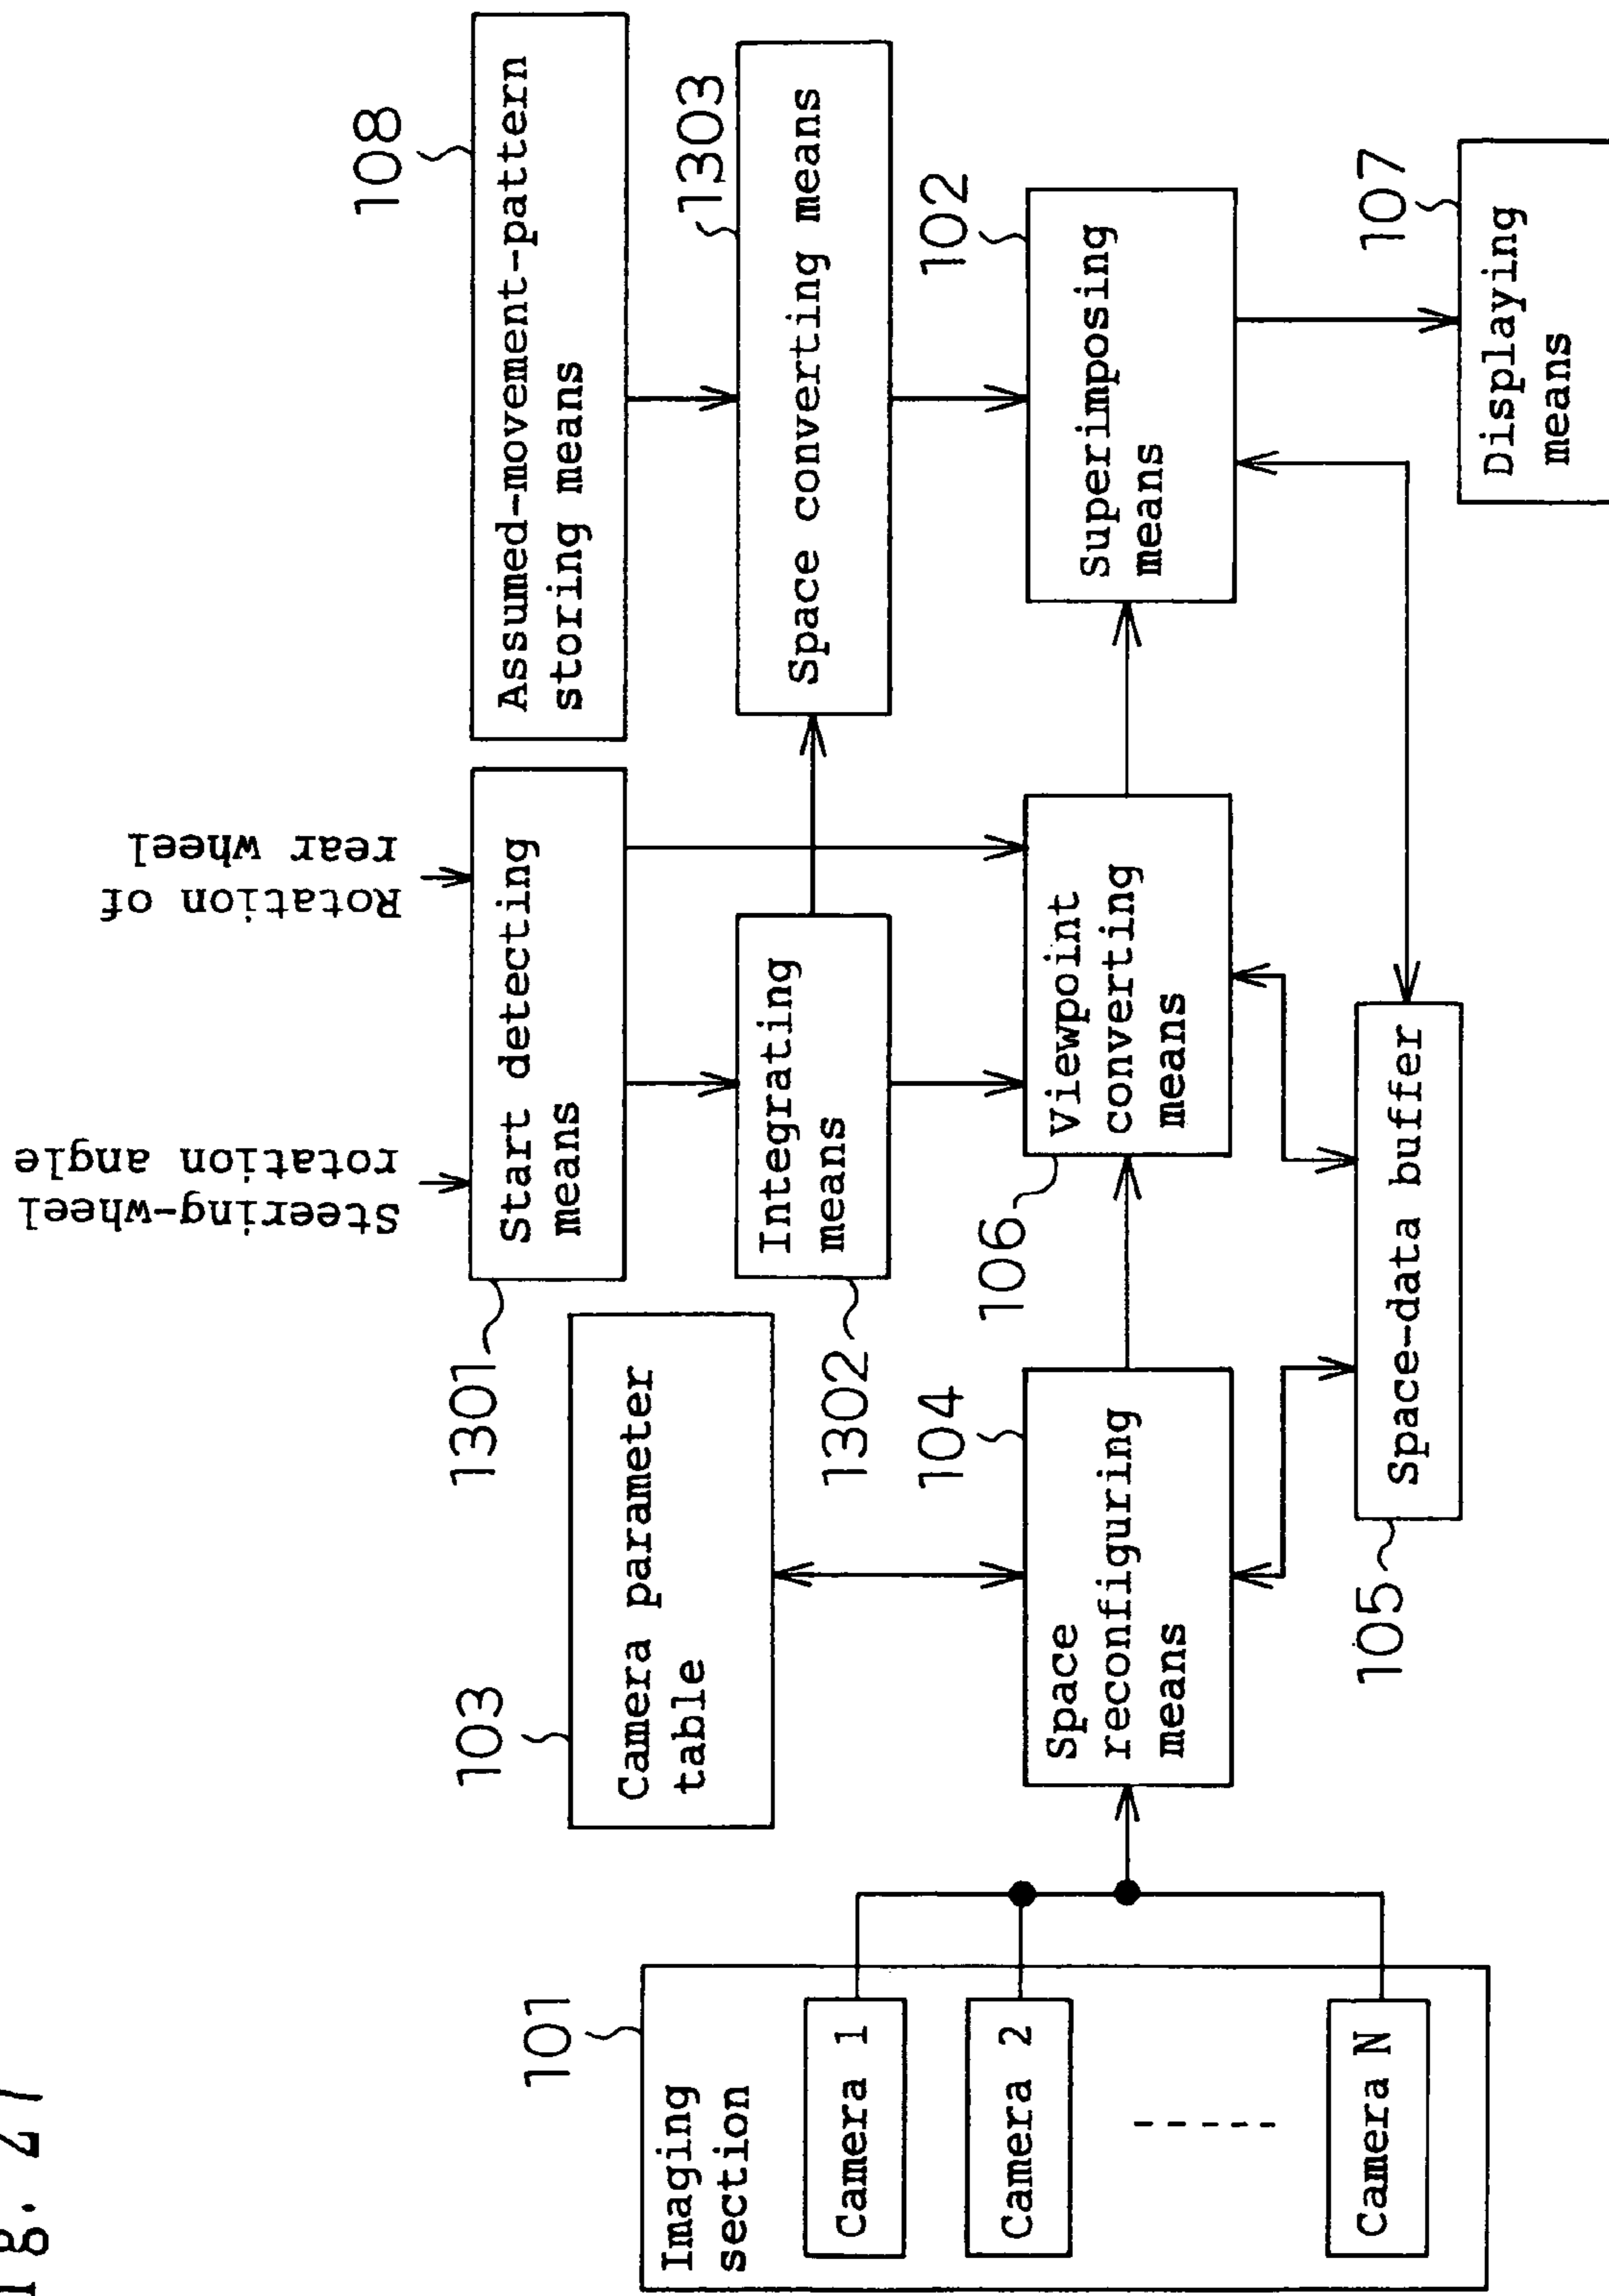 ig. 27
Steering-wheel
rotation angle
Rotation of
rear wheel
108
Assumed-movement-pattern
storing means
1301
Start detecting
means
103
Camera parameter
table
1302
Integrating
means
1303
Space converting means
101
Imaging
section
Camera 1
Camera 2
Camera N
104
Space
reconfiguring
means
106
Viewpoint
converting
means
102
Superimposing
means
105
Space-data buffer
107
Displaying
means